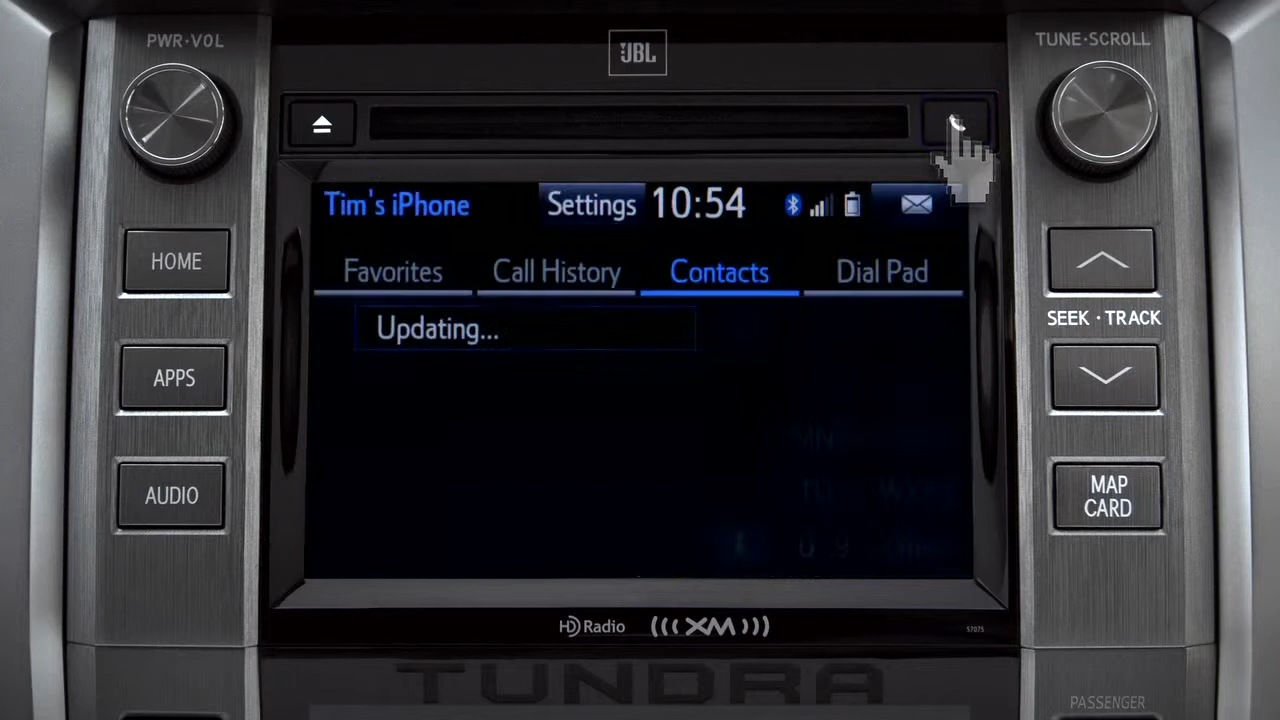 PWR·VOL
JBL
TUNE·SCROLL
Tim's iPhone
Settings
10:54
Favorites
Call History
Contacts
Dial Pad
Updating...
HOME
APPS
AUDIO
SEEK · TRACK
MAP
CARD
HD Radio
XM
57075
TUNDRA
PASSENGER